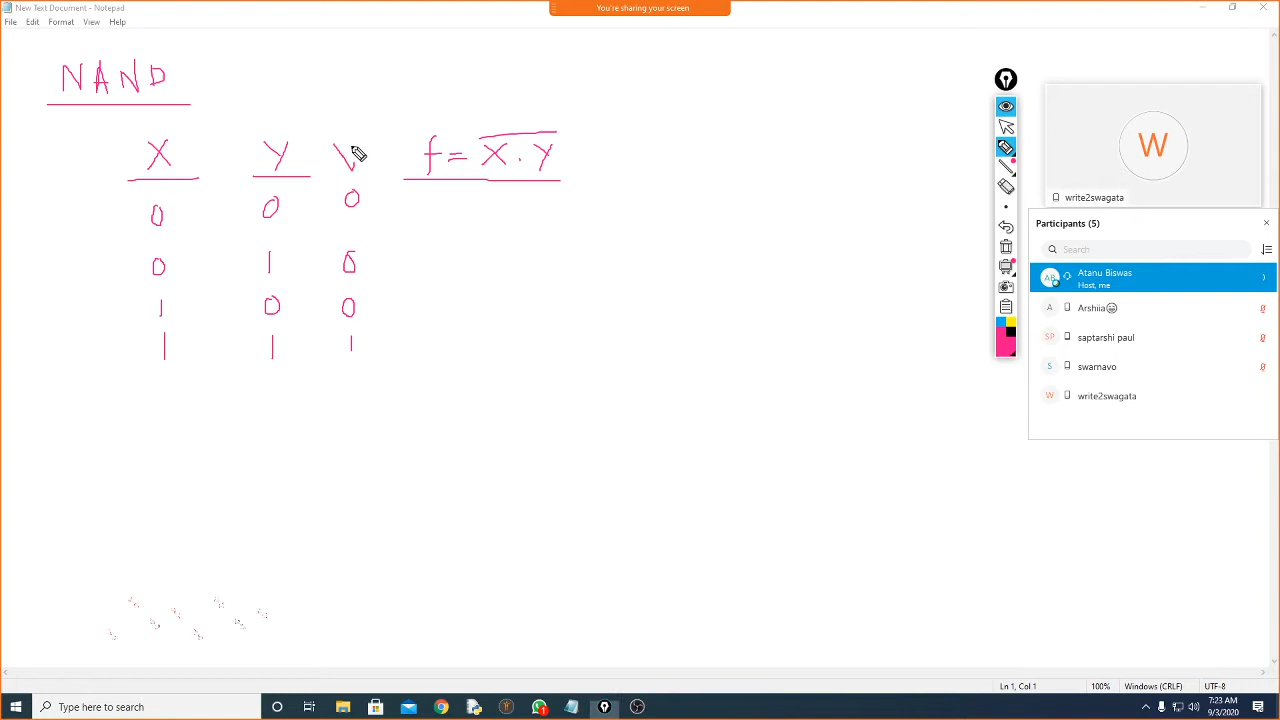 New Text Document - Notepad
You're sharing your screen
File Edit Format View Help
NAND
X Y f = X . Y
0 0 0
0 1 0
1 0 0
1 1 1
W
write2swagata
Participants (5)
Search
AB Atanu Biswas
Host, me
A Arshiia😄
SP saptarshi paul
S swarnavo
W write2swagata
Ln 1, Col 1 100% Windows (CRLF) UTF-8
Type here to search
1
7:23 AM
9/3/2020